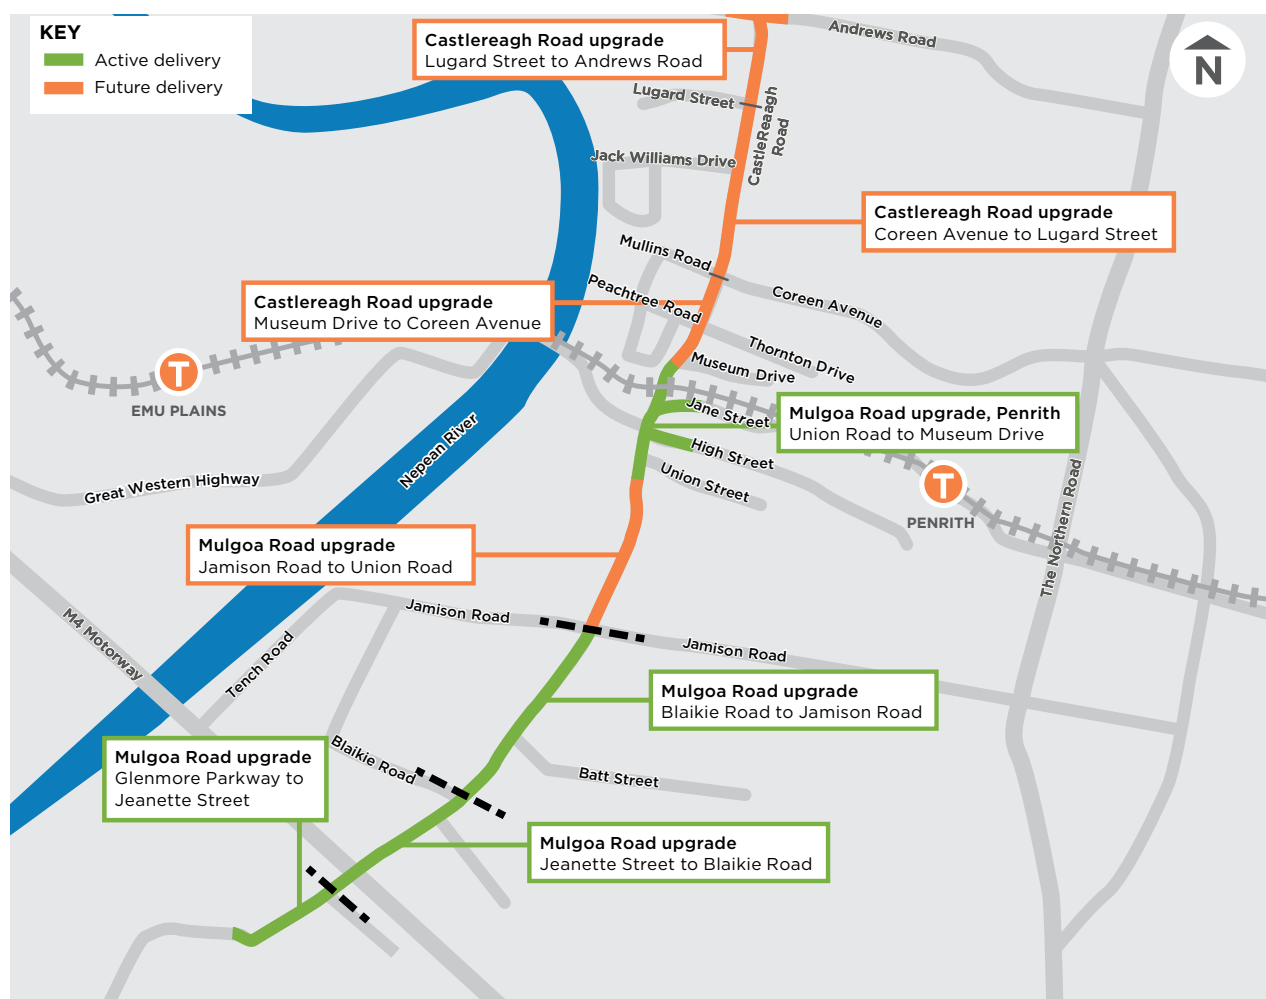 KEY
Active delivery
Future delivery
Castlereagh Road upgrade
Lugard Street to Andrews Road
Andrews Road
N
Lugard Street
CastleReaagh
Road
Jack Williams Drive
Castlereagh Road upgrade
Coreen Avenue to Lugard Street
Mullins Road
Peachtree Road
Coreen Avenue
Castlereagh Road upgrade
Museum Drive to Coreen Avenue
Thornton Drive
Museum Drive
T
EMU PLAINS
Jane Street
Mulgoa Road upgrade, Penrith
Union Road to Museum Drive
Nepean River
High Street
Union Street
Great Western Highway
T
PENRITH
The Northern Road
Mulgoa Road upgrade
Jamison Road to Union Road
Jamison Road
Jamison Road
M4 Motorway
Tench Road
Mulgoa Road upgrade
Blaikie Road to Jamison Road
Mulgoa Road upgrade
Glenmore Parkway to
Jeanette Street
Blaikie Road
Batt Street
Mulgoa Road upgrade
Jeanette Street to Blaikie Road